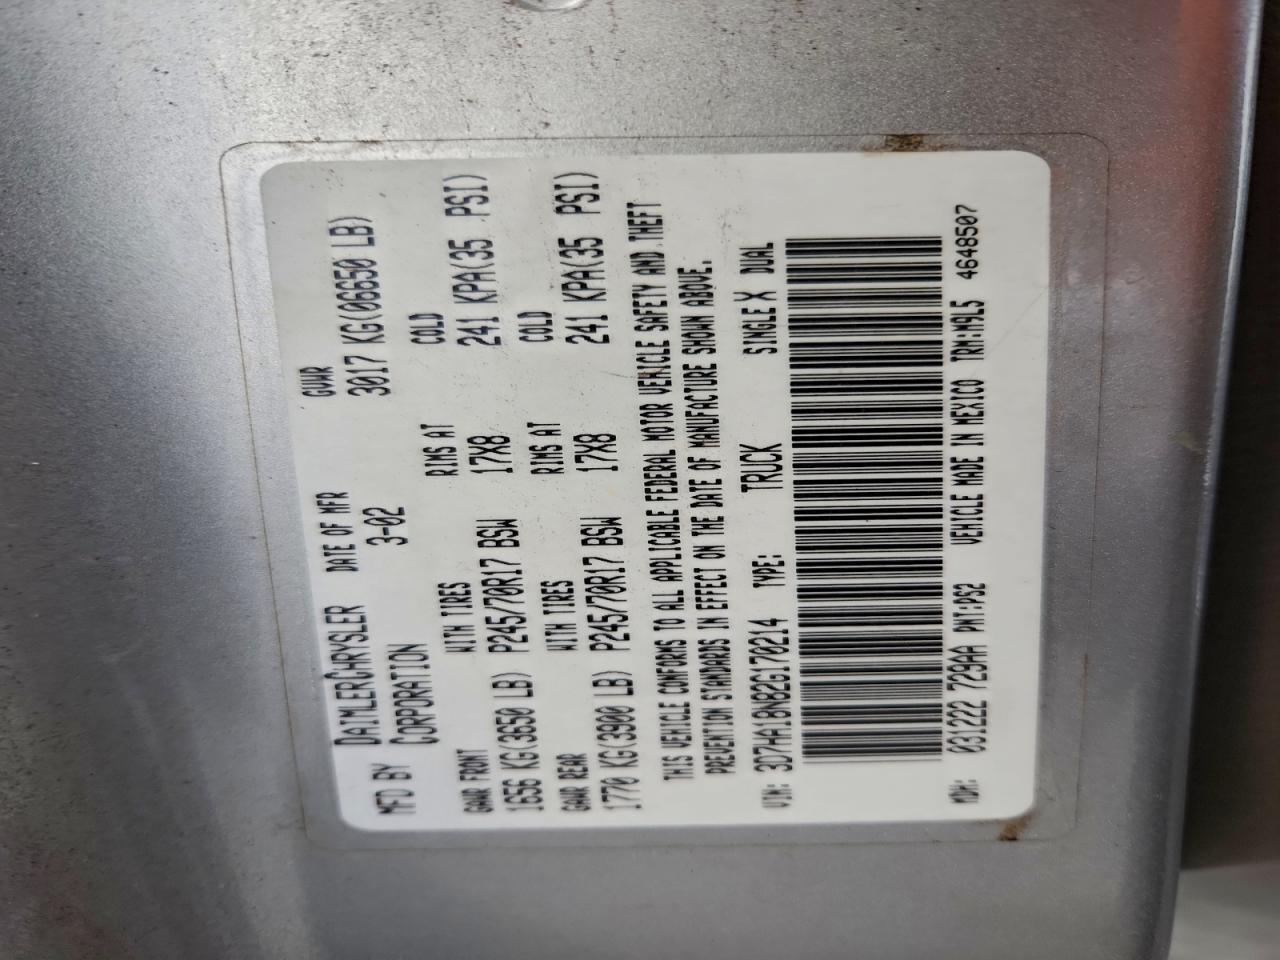 MFD BY DAIMLERCHRYSLER CORPORATION DATE OF MFR 3-02 GVWR 3017 KG(06650 LB)
GAWR FRONT WITH TIRES RIMS AT COLD
1656 KG(3650 LB) P245/70R17 BSW 17X8 241 KPA(35 PSI)
GAWR REAR WITH TIRES RIMS AT COLD
1770 KG(3900 LB) P245/70R17 BSW 17X8 241 KPA(35 PSI)
THIS VEHICLE CONFORMS TO ALL APPLICABLE FEDERAL MOTOR VEHICLE SAFETY AND THEFT
PREVENTION STANDARDS IN EFFECT ON THE DATE OF MANUFACTURE SHOWN ABOVE.
VIN: 3D7HA18N82G170214 TYPE: TRUCK SINGLE X DUAL
MDH: 031222 729AA PNT:PS2 VEHICLE MADE IN MEXICO TRM:M9L5 4648507